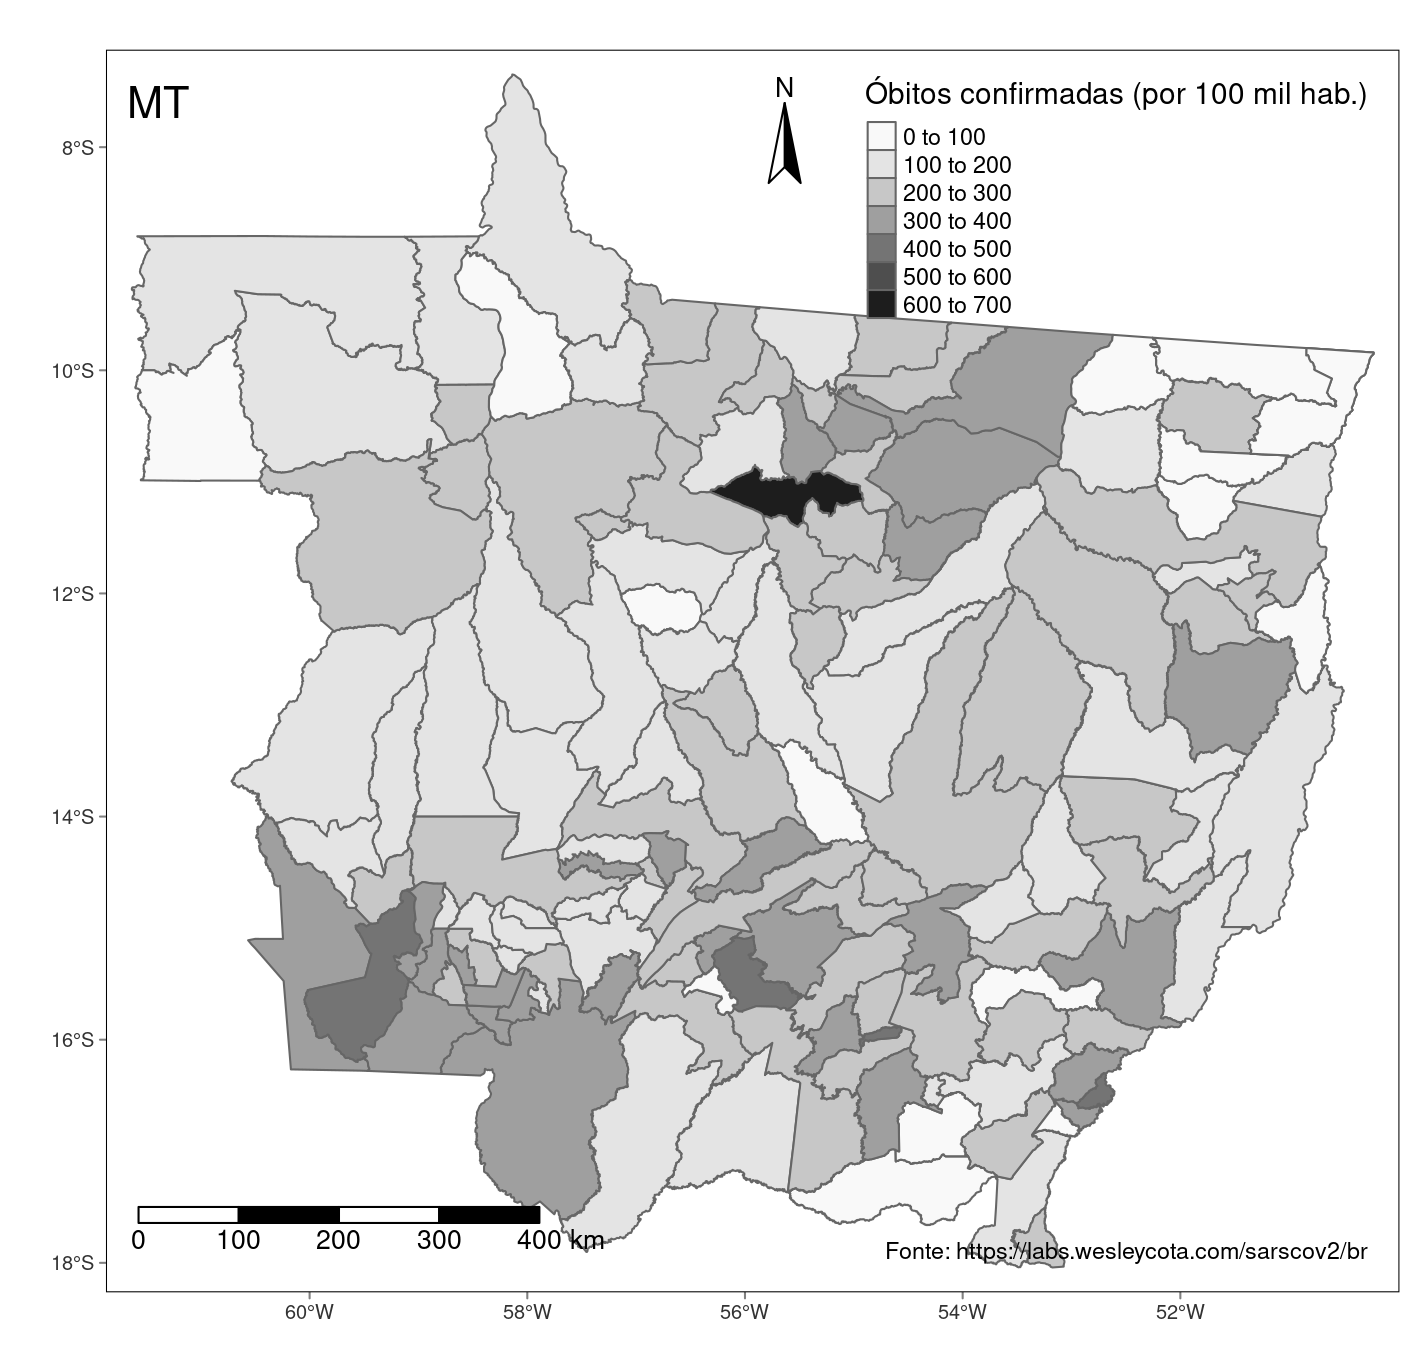 MT
N
Óbitos confirmadas (por 100 mil hab.)
0 to 100
100 to 200
200 to 300
300 to 400
400 to 500
500 to 600
600 to 700
8°S
10°S
12°S
14°S
16°S
18°S
0 100 200 300 400 km
Fonte: https://labs.wesleycota.com/sarscov2/br
60°W 58°W 56°W 54°W 52°W